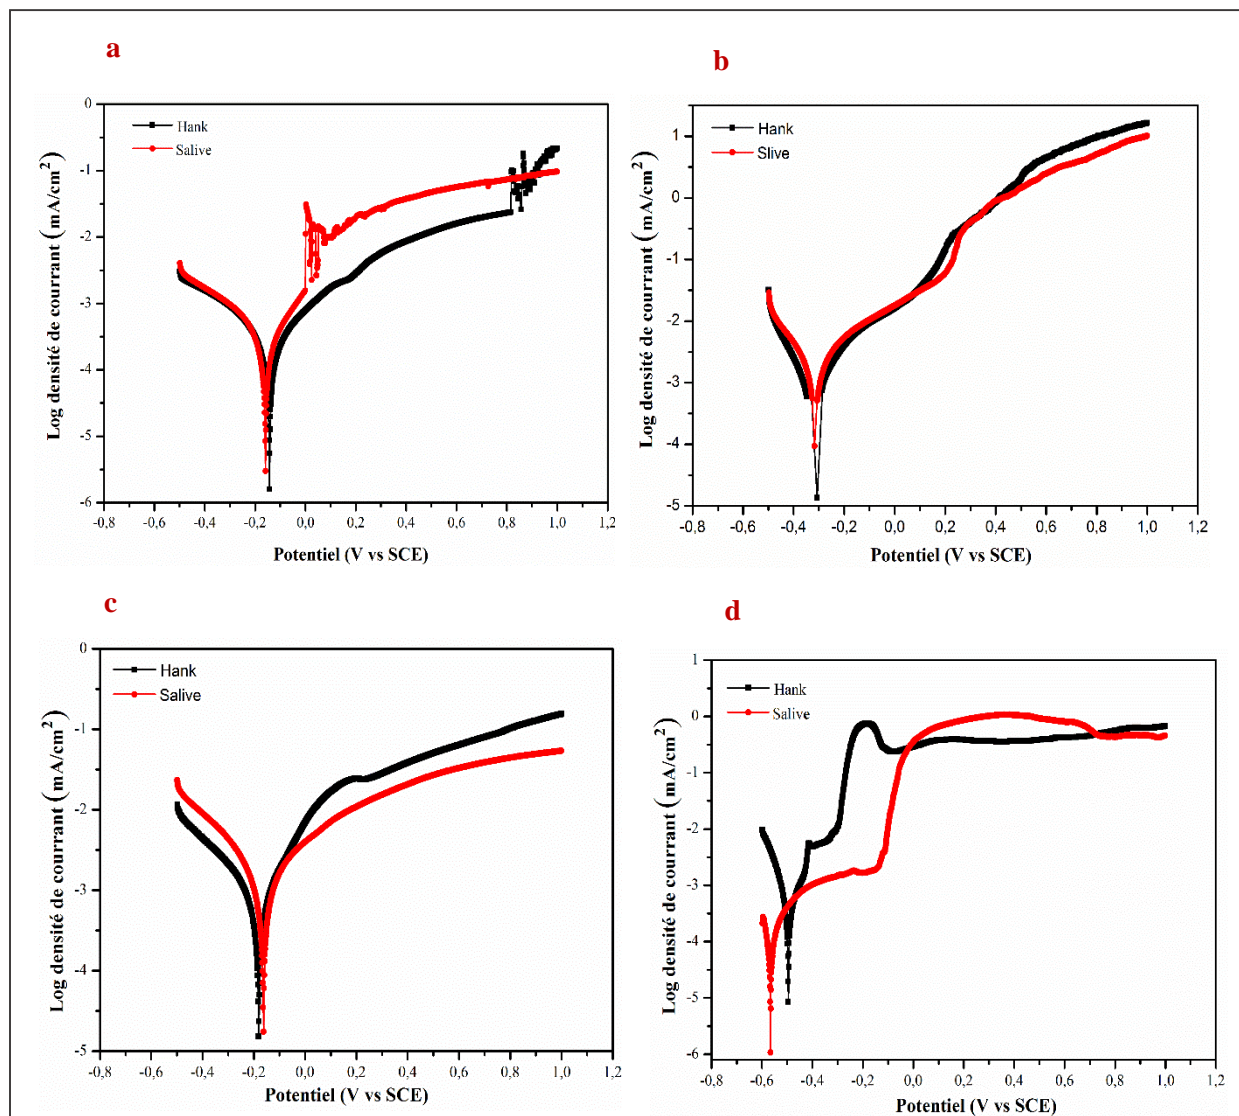 a
0
-1
-2
-3
-4
-5
-6
Hank
Salive
Log densité de courrant (mA/cm²)
-0,8 -0,6 -0,4 -0,2 0,0 0,2 0,4 0,6 0,8 1,0 1,2
Potentiel (V vs SCE)
b
1
0
-1
-2
-3
-4
-5
Hank
Slive
Log densité de courrant (mA/cm²)
-0,8 -0,6 -0,4 -0,2 0,0 0,2 0,4 0,6 0,8 1,0 1,2
Potentiel (V vs SCE)
c
0
-1
-2
-3
-4
-5
Hank
Salive
Log densité de courrant (mA/cm²)
-0,8 -0,6 -0,4 -0,2 0,0 0,2 0,4 0,6 0,8 1,0 1,2
Potentiel (V vs SCE)
d
1
0
-1
-2
-3
-4
-5
-6
Hank
Salive
Log densité de courrant (mA/cm²)
-0,8 -0,6 -0,4 -0,2 0,0 0,2 0,4 0,6 0,8 1,0 1,2
Potentiel (V vs SCE)